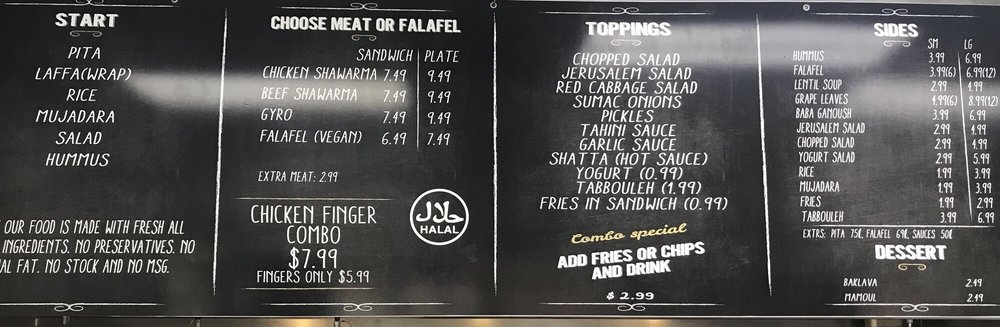 START
PITA
LAFFA(WRAP)
RICE
MUJADARA
SALAD
HUMMUS
OUR FOOD IS MADE WITH FRESH ALL
INGREDIENTS. NO PRESERVATIVES. NO
FAT. NO STOCK AND NO MSG.
CHOOSE MEAT OR FALAFEL
SANDWICH PLATE
CHICKEN SHAWARMA 7.49 9.49
BEEF SHAWARMA 7.49 9.49
GYRO 7.49 9.49
FALAFEL (VEGAN) 6.49 7.49
EXTRA MEAT: 2.99
CHICKEN FINGER
COMBO
$7.99
FINGERS ONLY $5.99
حلال
HALAL
TOPPINGS
CHOPPED SALAD
JERUSALEM SALAD
RED CABBAGE SALAD
SUMAC ONIONS
PICKLES
TAHINI SAUCE
GARLIC SAUCE
SHATTA (HOT SAUCE)
YOGURT (0.99)
TABBOULEH (1.99)
FRIES IN SANDWICH (0.99)
Combo special
ADD FRIES OR CHIPS
AND DRINK
$ 2.99
SIDES
SM LG
HUMMUS 3.99 6.99
FALAFEL 3.99(6) 6.99(12)
LENTIL SOUP 2.99 4.99
GRAPE LEAVES 4.99(6) 8.99(12)
BABA GANOUSH 3.99 6.99
JERUSALEM SALAD 2.99 4.99
CHOPPED SALAD 2.99 4.99
YOGURT SALAD 2.99 5.99
RICE 1.99 3.99
MUJADARA 1.99 3.99
FRIES 1.99 2.99
TABBOULEH 3.99 6.99
EXTRS: PITA 75¢, FALAFEL 69¢, SAUCES 50¢
DESSERT
BAKLAVA 2.49
MAMOUL 2.49